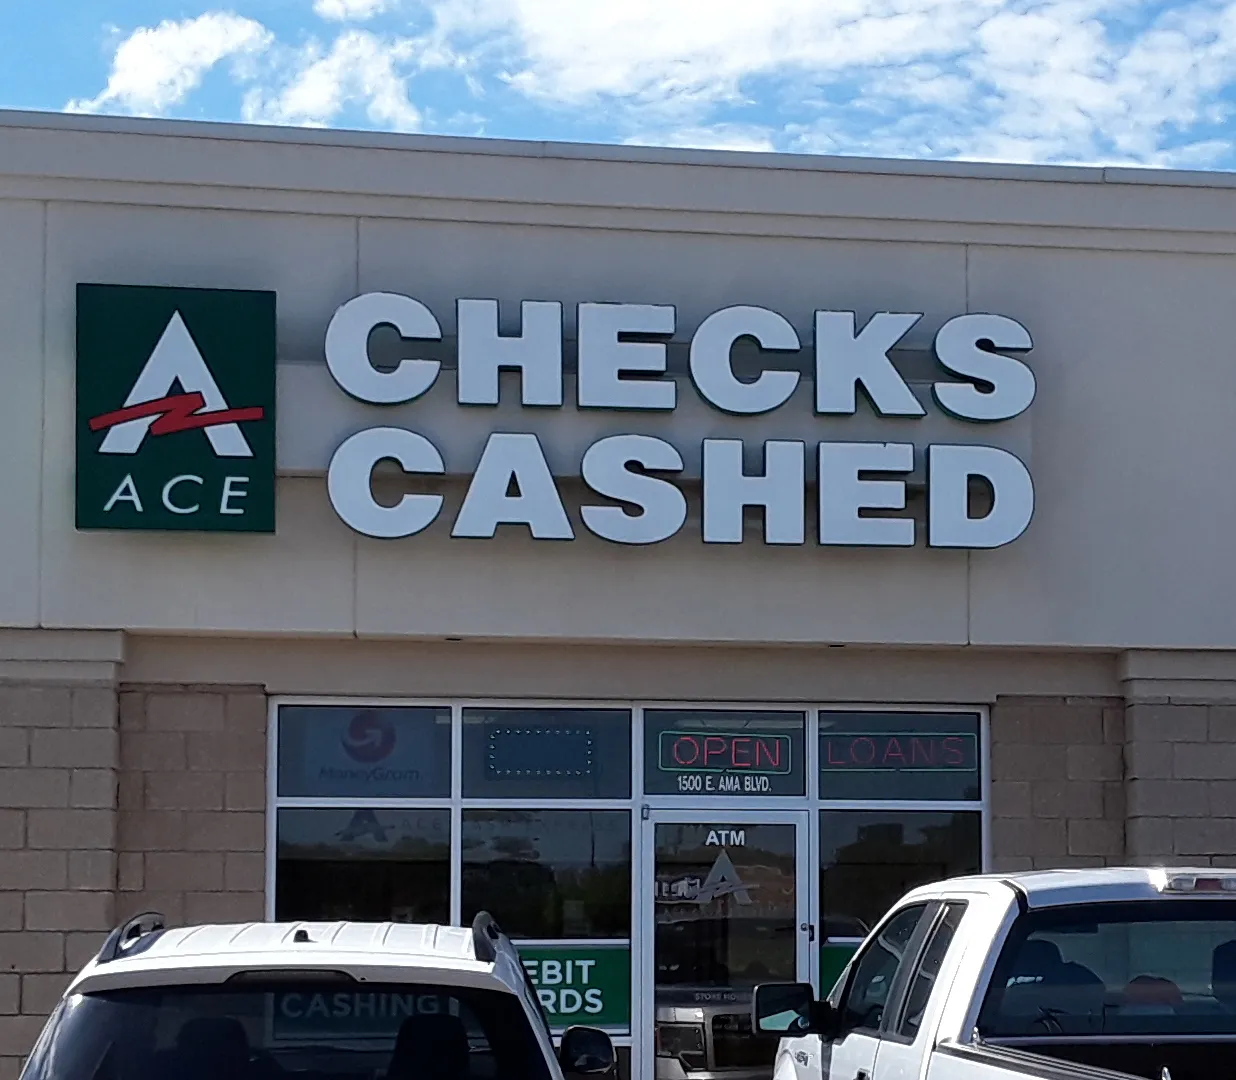 ACE
CHECKS
CASHED
MoneyGram
OPEN
LOANS
1500 E. AMA BLVD.
ATM
EBIT
RDS
CASHING